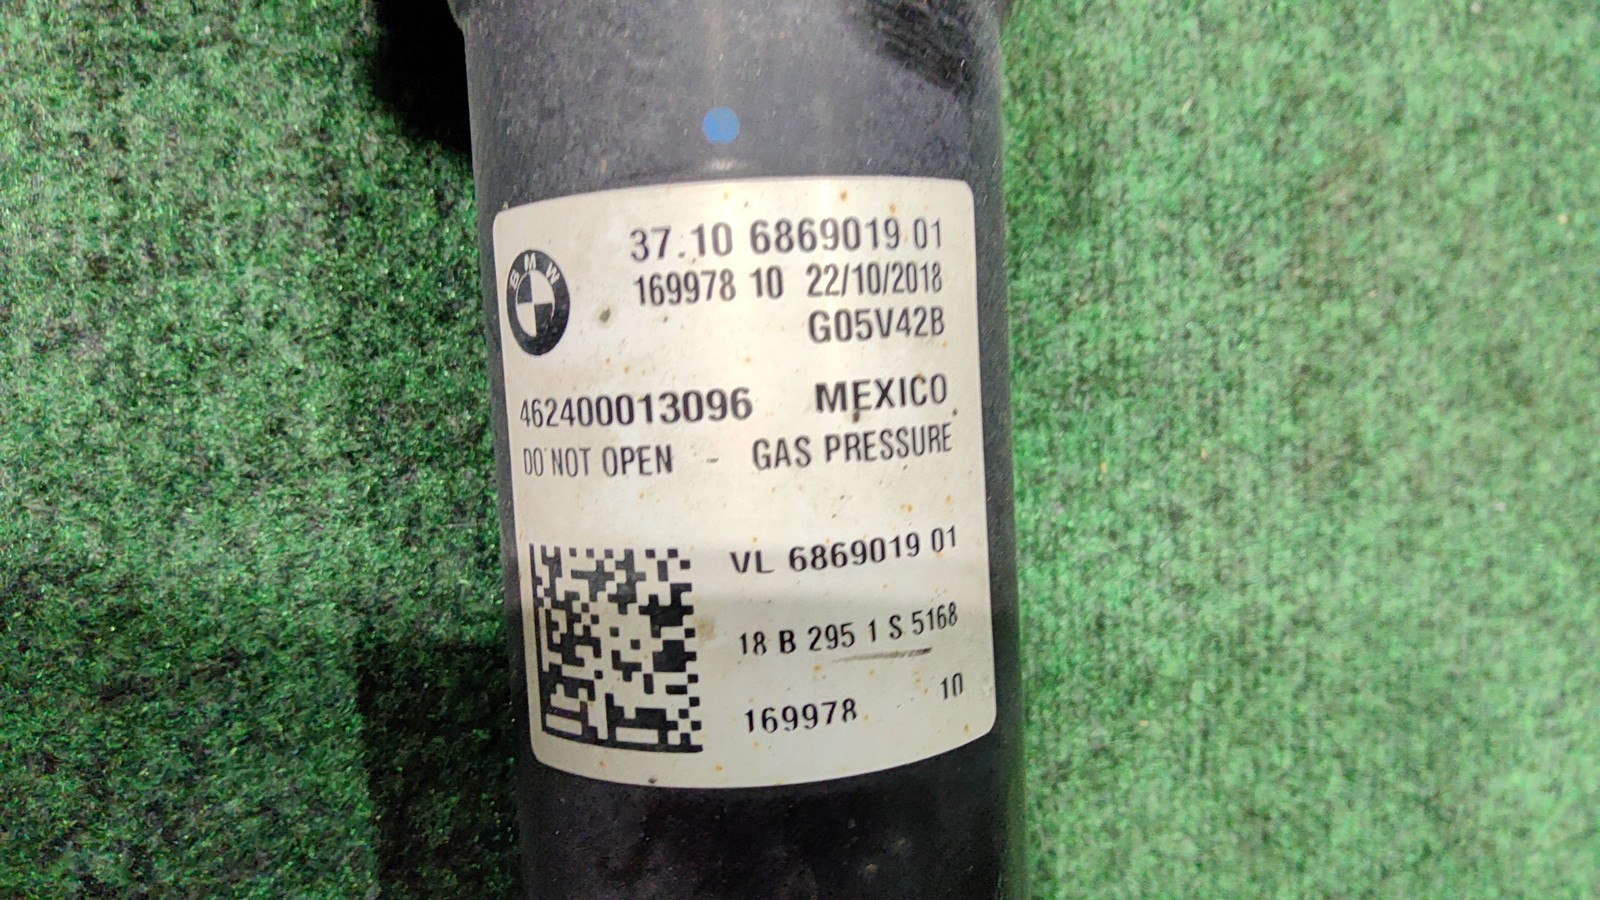 37.10 6869019 01
169978 10 22/10/2018
G05V42B
BMW
462400013096 MEXICO
DO NOT OPEN - GAS PRESSURE
VL 6869019 01
18 B 295 1 S 5168
169978 10